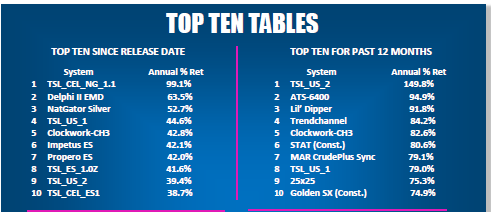 TOP TEN TABLES
TOP TEN SINCE RELEASE DATE
System Annual % Ret
1 TSL_CEL_NG_1.1 99.1%
2 Delphi II EMD 63.5%
3 NatGator Silver 52.7%
4 TSL_US_1 44.6%
5 Clockwork-CH3 42.8%
6 Impetus ES 42.1%
7 Propero ES 42.0%
8 TSL_ES_1.0Z 41.6%
9 TSL_US_2 39.4%
10 TSL_CEL_ES1 38.7%
TOP TEN FOR PAST 12 MONTHS
System Annual % Ret
1 TSL_US_2 149.8%
2 ATS-6400 94.9%
3 Lil' Dipper 91.8%
4 Trendchannel 84.2%
5 Clockwork-CH3 82.6%
6 STAT (Const.) 80.6%
7 MAR CrudePlus Sync 79.1%
8 TSL_US_1 79.0%
9 25x25 75.3%
10 Golden SX (Const.) 74.9%